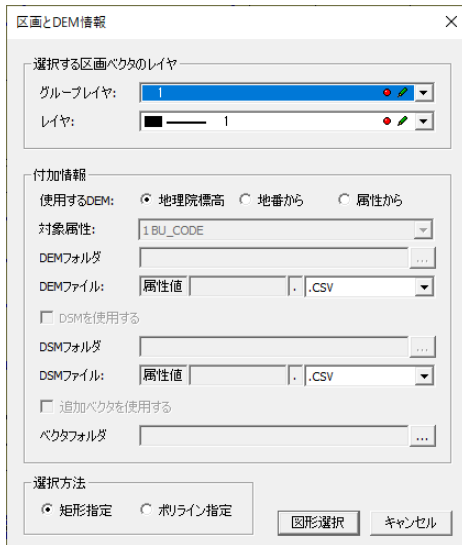 区画とDEM情報
選択する区画ベクタのレイヤ
グループレイヤ: 1
レイヤ: 1
付加情報
使用するDEM: 地理院標高 地番から 属性から
対象属性: 1 BU_CODE
DEMフォルダ ...
DEMファイル: 属性値 . .CSV
DSMを使用する
DSMフォルダ ...
DSMファイル: 属性値 . .CSV
追加ベクタを使用する
ベクタフォルダ ...
選択方法
矩形指定 ポリライン指定
図形選択 キャンセル